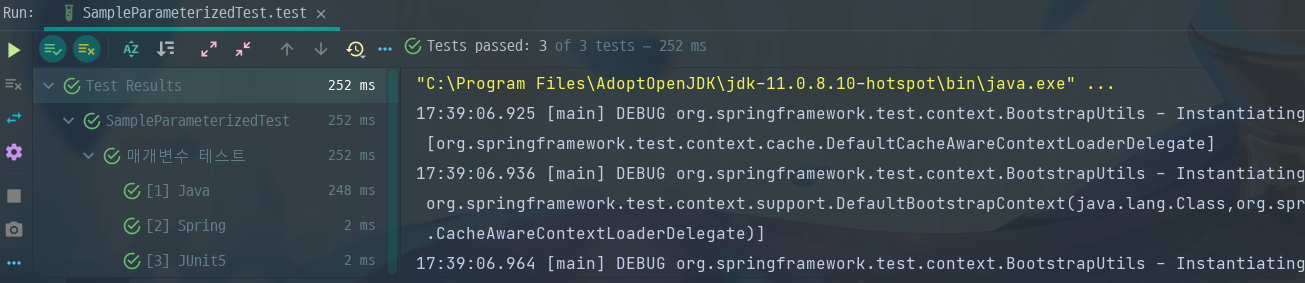 Run: SampleParameterizedTest.test
Tests passed: 3 of 3 tests – 252 ms
Test Results 252 ms
SampleParameterizedTest 252 ms
매개변수 테스트 252 ms
[1] Java 248 ms
[2] Spring 2 ms
[3] JUnit5 2 ms
"C:\Program Files\AdoptOpenJDK\jdk-11.0.8.10-hotspot\bin\java.exe" ...
17:39:06.925 [main] DEBUG org.springframework.test.context.BootstrapUtils - Instantiating
[org.springframework.test.context.cache.DefaultCacheAwareContextLoaderDelegate]
17:39:06.936 [main] DEBUG org.springframework.test.context.BootstrapUtils - Instantiating
org.springframework.test.context.support.DefaultBootstrapContext(java.lang.Class,org.spr
.CacheAwareContextLoaderDelegate)]
17:39:06.964 [main] DEBUG org.springframework.test.context.BootstrapUtils - Instantiating